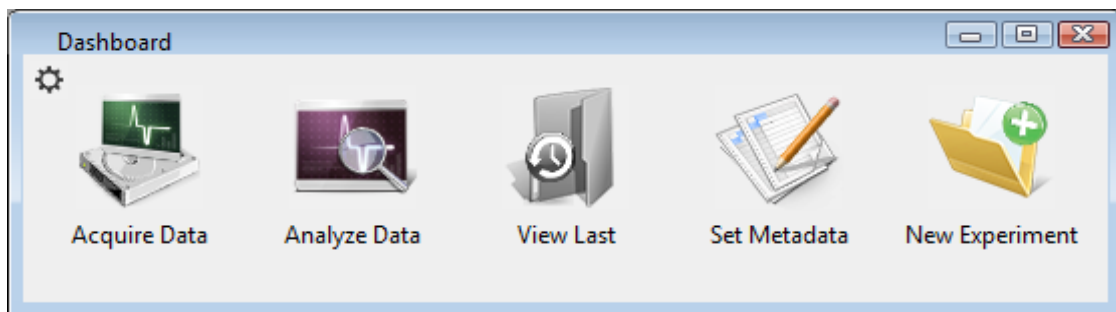 Dashboard
Acquire Data
Analyze Data
View Last
Set Metadata
New Experiment